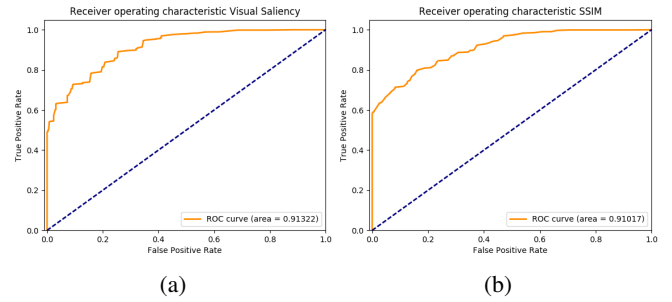 Receiver operating characteristic Visual Saliency
1.0
0.8
0.6
0.4
0.2
0.0
True Positive Rate
0.0 0.2 0.4 0.6 0.8 1.0
False Positive Rate
ROC curve (area = 0.91322)
(a)
Receiver operating characteristic SSIM
1.0
0.8
0.6
0.4
0.2
0.0
True Positive Rate
0.0 0.2 0.4 0.6 0.8 1.0
False Positive Rate
ROC curve (area = 0.91017)
(b)